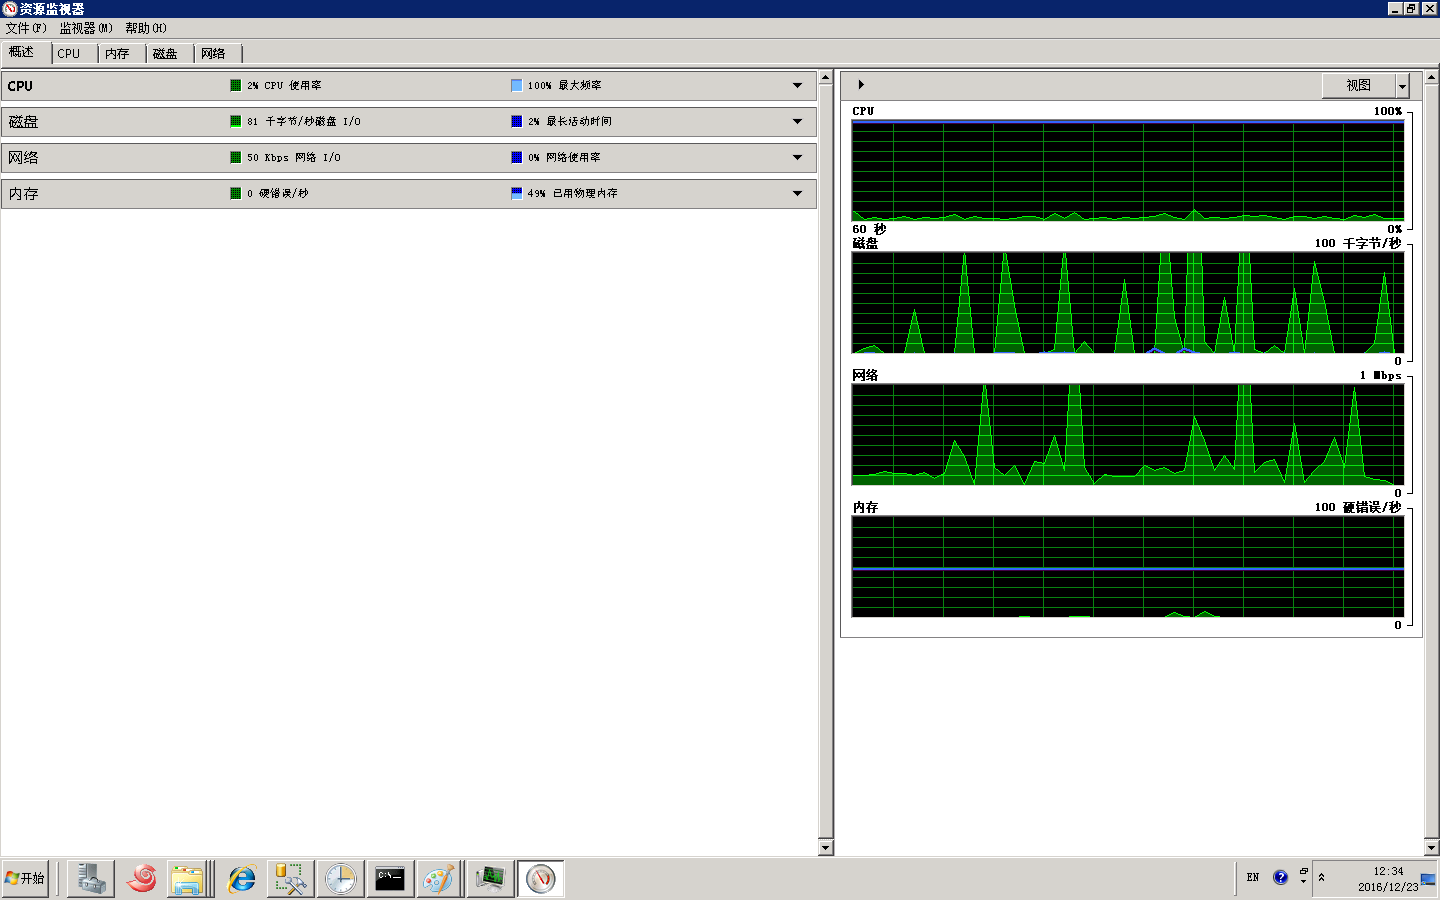 资源监视器
文件(F) 监视器(M) 帮助(H)
概述 CPU 内存 磁盘 网络
CPU 2% CPU 使用率 100% 最大频率
磁盘 81 千字节/秒磁盘 I/O 2% 最长活动时间
网络 50 Kbps 网络 I/O 0% 网络使用率
内存 0 硬错误/秒 49% 已用物理内存
视图
CPU 100%
60 秒 0%
磁盘 100 千字节/秒
0
网络 1 Mbps
0
内存 100 硬错误/秒
0
开始
C:\
EN
12:34
2016/12/23